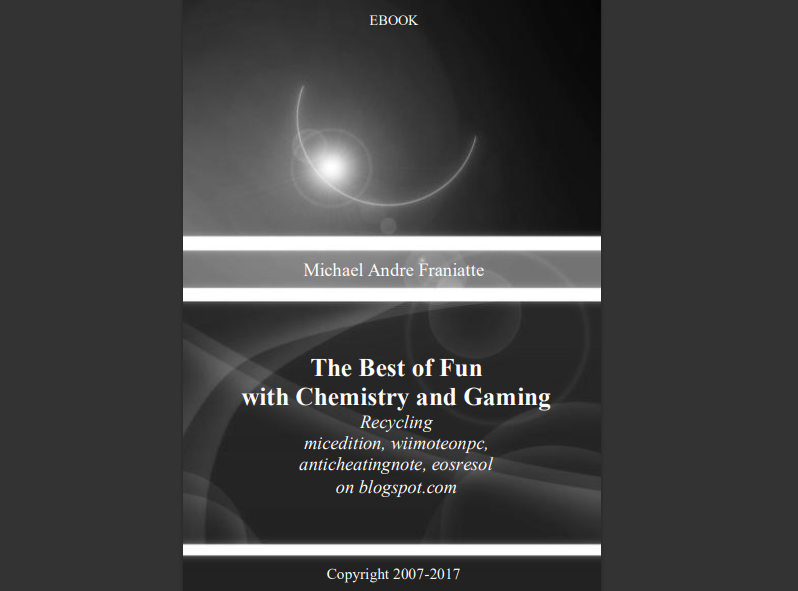 EBOOK
Michael Andre Franiatte
The Best of Fun
with Chemistry and Gaming
Recycling
micedition, wiimoteonpc,
anticheatingnote, eosresol
on blogspot.com
Copyright 2007-2017